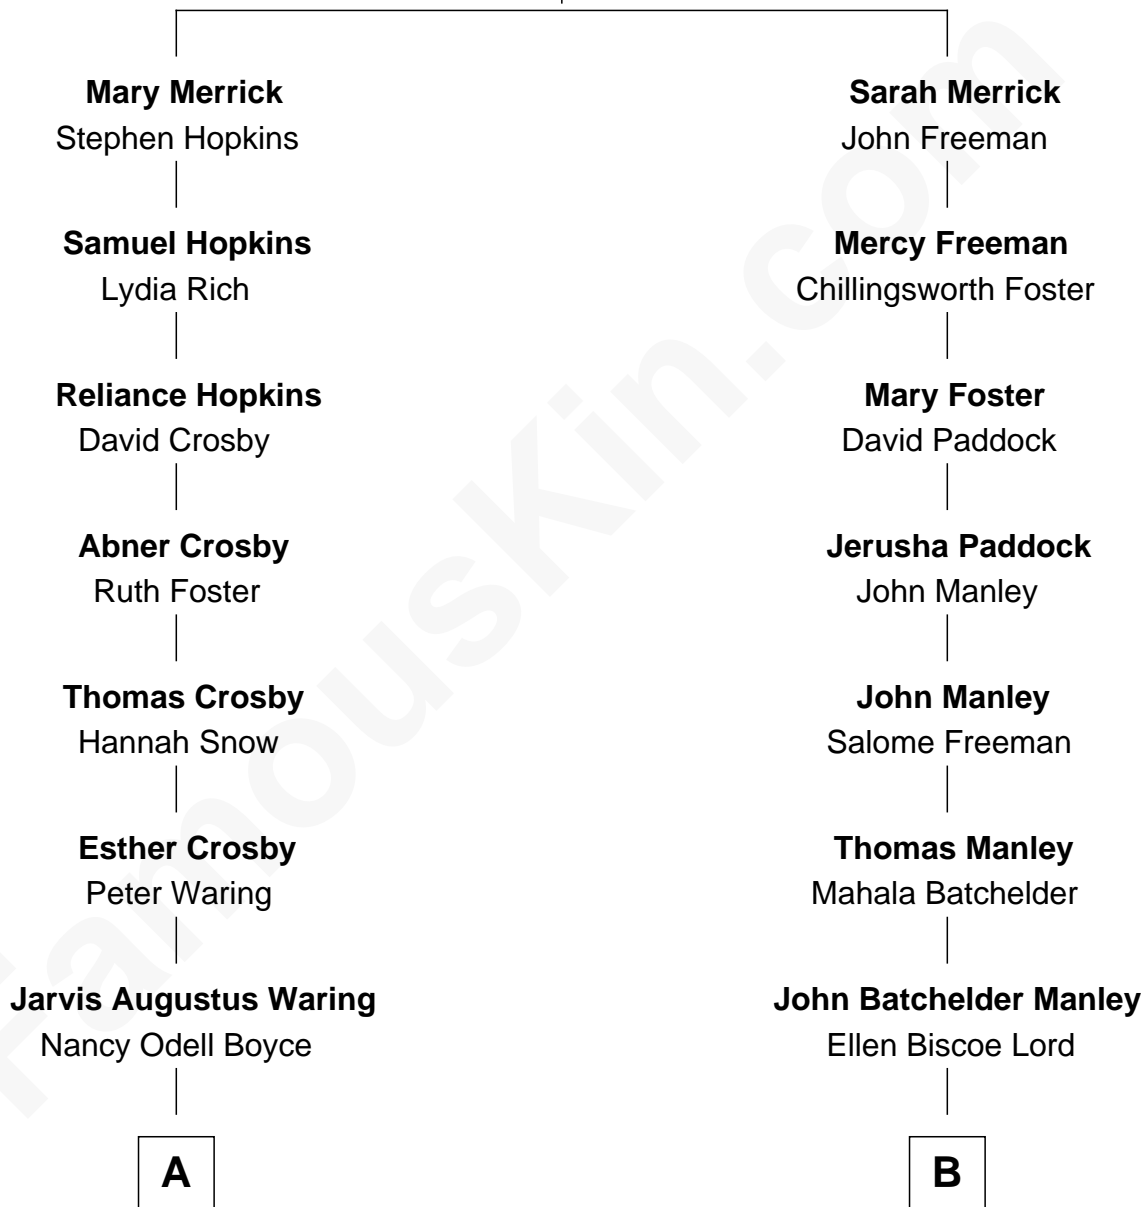 Mary Merrick
Stephen Hopkins
Samuel Hopkins
Lydia Rich
Reliance Hopkins
David Crosby
Abner Crosby
Ruth Foster
Thomas Crosby
Hannah Snow
Esther Crosby
Peter Waring
Jarvis Augustus Waring
Nancy Odell Boyce
A
Sarah Merrick
John Freeman
Mercy Freeman
Chillingsworth Foster
Mary Foster
David Paddock
Jerusha Paddock
John Manley
John Manley
Salome Freeman
Thomas Manley
Mahala Batchelder
John Batchelder Manley
Ellen Biscoe Lord
B
FamousKin.com